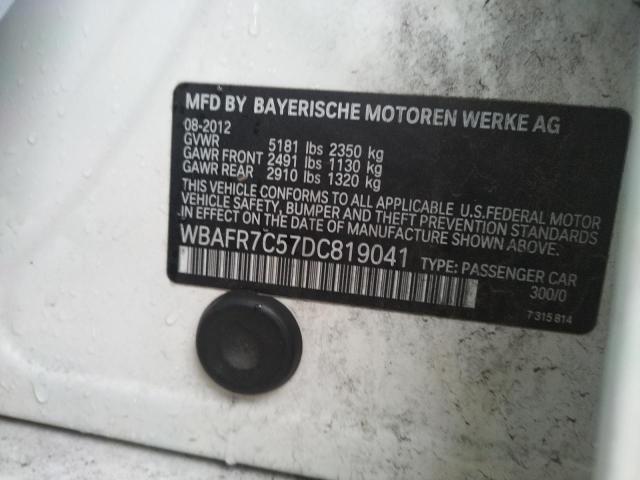 MFD BY BAYERISCHE MOTOREN WERKE AG
08-2012
GVWR 5181 lbs 2350 kg
GAWR FRONT 2491 lbs 1130 kg
GAWR REAR 2910 lbs 1320 kg
THIS VEHICLE CONFORMS TO ALL APPLICABLE U.S. FEDERAL MOTOR
VEHICLE SAFETY, BUMPER AND THEFT PREVENTION STANDARDS
IN EFFECT ON THE DATE OF MANUFACTURE SHOWN ABOVE.
WBAFR7C57DC819041 TYPE: PASSENGER CAR
300/0
7 315 814